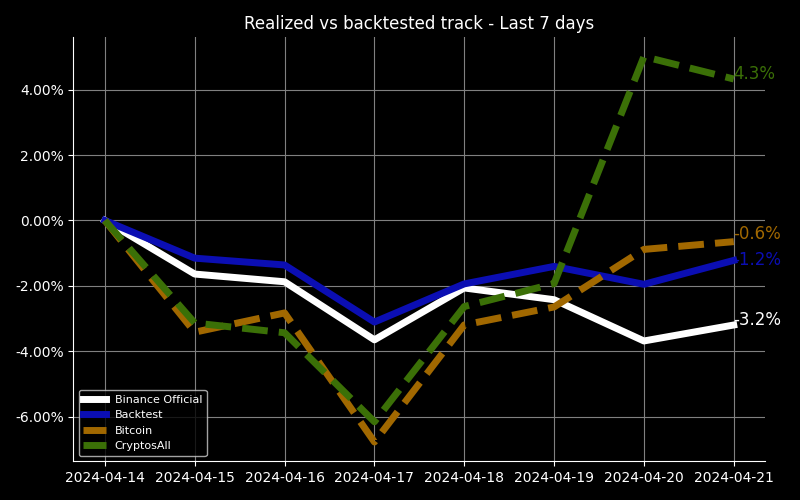 Realized vs backtested track - Last 7 days
4.00%
2.00%
0.00%
-2.00%
-4.00%
-6.00%
4.3%
-0.6%
-1.2%
-3.2%
Binance Official
Backtest
Bitcoin
CryptosAll
2024-04-14 2024-04-15 2024-04-16 2024-04-17 2024-04-18 2024-04-19 2024-04-20 2024-04-21